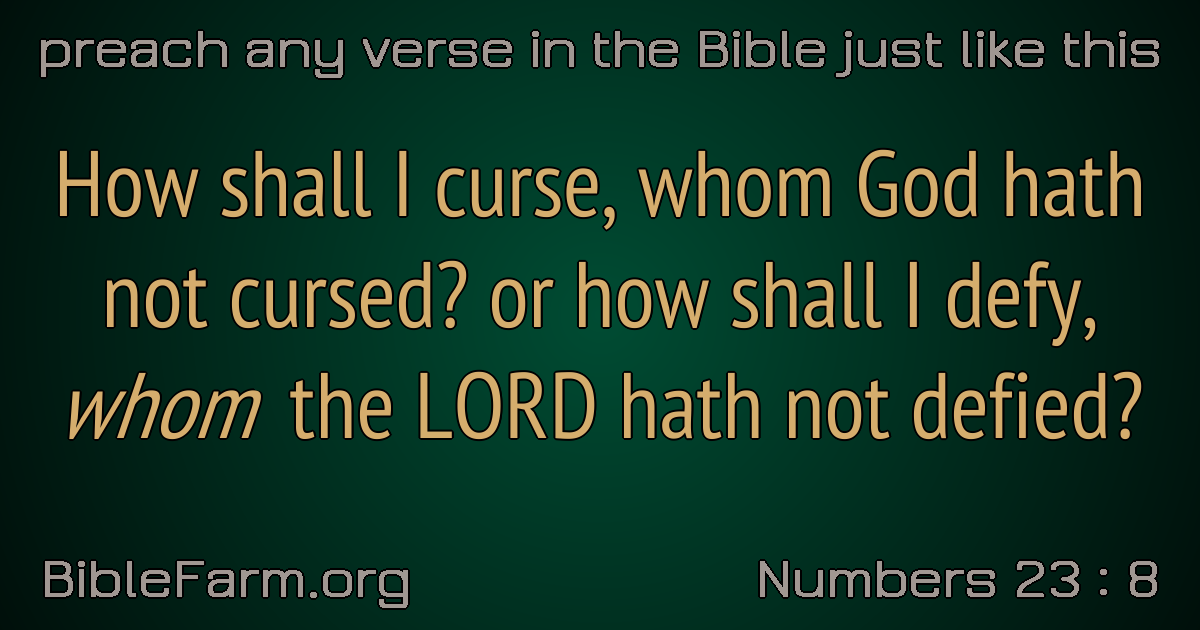 preach any verse in the Bible just like this
How shall I curse, whom God hath
not cursed? or how shall I defy,
whom the LORD hath not defied?
BibleFarm.org
Numbers 23 : 8